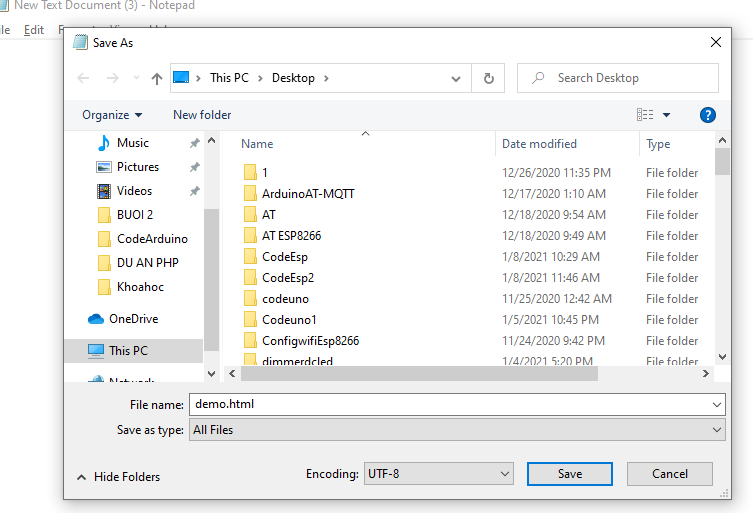 New Text Document (3) - Notepad
Edit
Save As
This PC
Desktop
Search Desktop
Organize
New folder
Name
Date modified
Type
Music
Pictures
Videos
BUOI 2
CodeArduino
DU AN PHP
Khoahoc
OneDrive
This PC
Network
1 12/26/2020 11:35 PM File folder
ArduinoAT-MQTT 12/17/2020 1:10 AM File folder
AT 12/18/2020 9:54 AM File folder
AT ESP8266 12/18/2020 9:49 AM File folder
CodeEsp 1/8/2021 10:29 AM File folder
CodeEsp2 1/8/2021 11:46 AM File folder
codeuno 11/25/2020 12:42 AM File folder
Codeuno1 1/5/2021 10:45 PM File folder
ConfigwifiEsp8266 11/24/2020 9:42 PM File folder
dimmerdcled 1/4/2021 5:20 PM File folder
File name: demo.html
Save as type: All Files
Hide Folders
Encoding: UTF-8
Save
Cancel